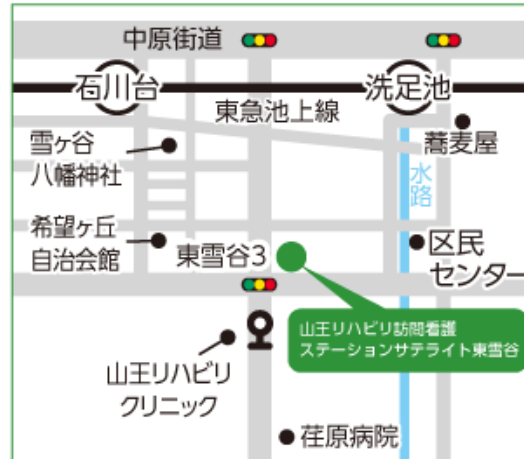 中原街道
石川台
洗足池
東急池上線
蕎麦屋
雪ヶ谷
八幡神社
水路
希望ヶ丘
自治会館
東雪谷3
区民
センター
山王リハビリ訪問看護
ステーションサテライト東雪谷
山王リハビリ
クリニック
荏原病院